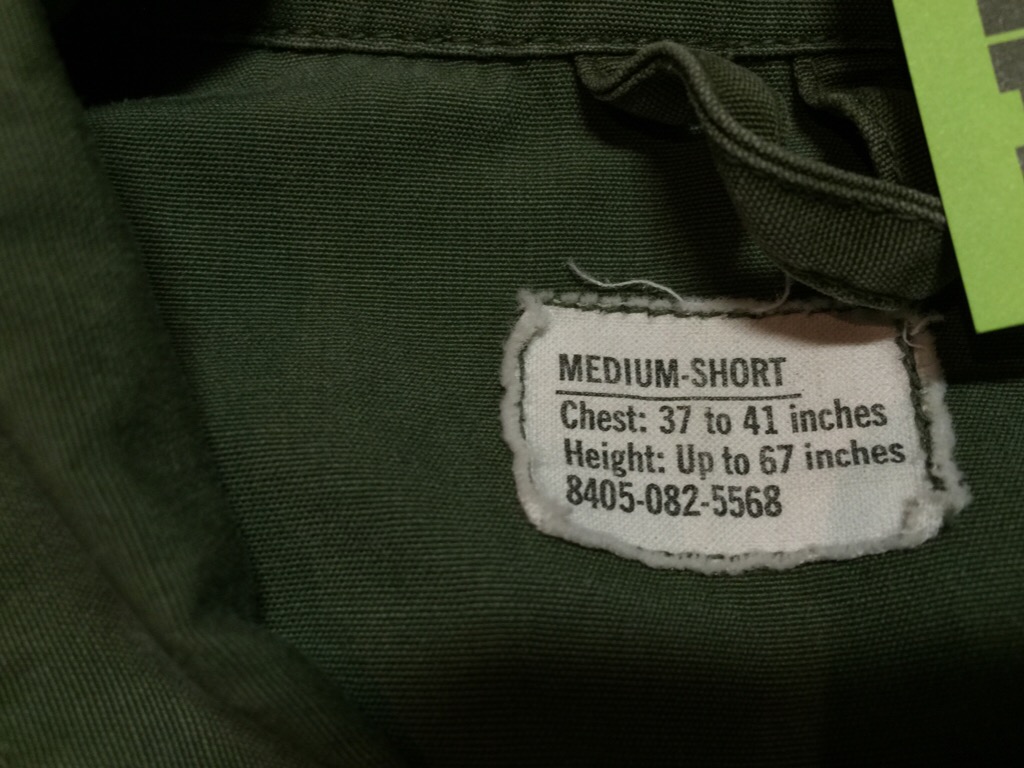 MEDIUM-SHORT
Chest: 37 to 41 inches
Height: Up to 67 inches
8405-082-5568